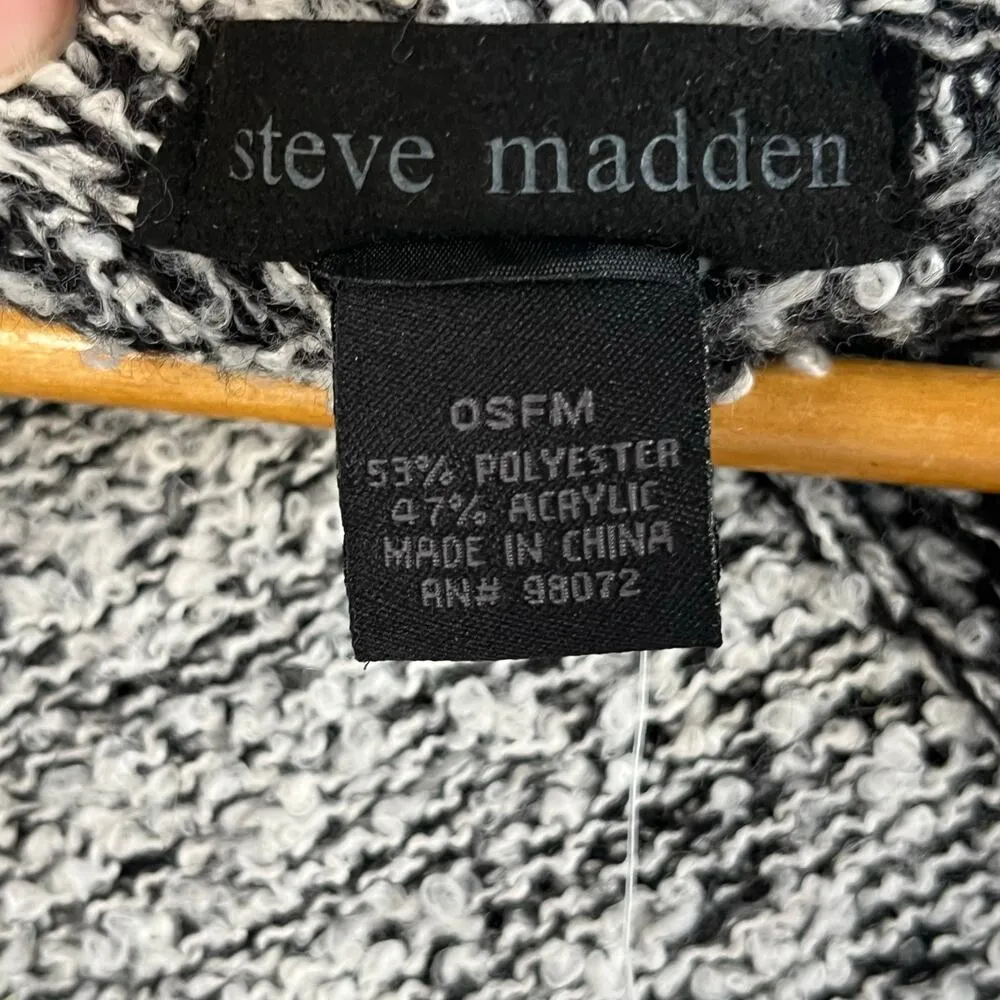 steve madden
OSFM
53% POLYESTER
47% ACRYLIC
MADE IN CHINA
RN# 98072